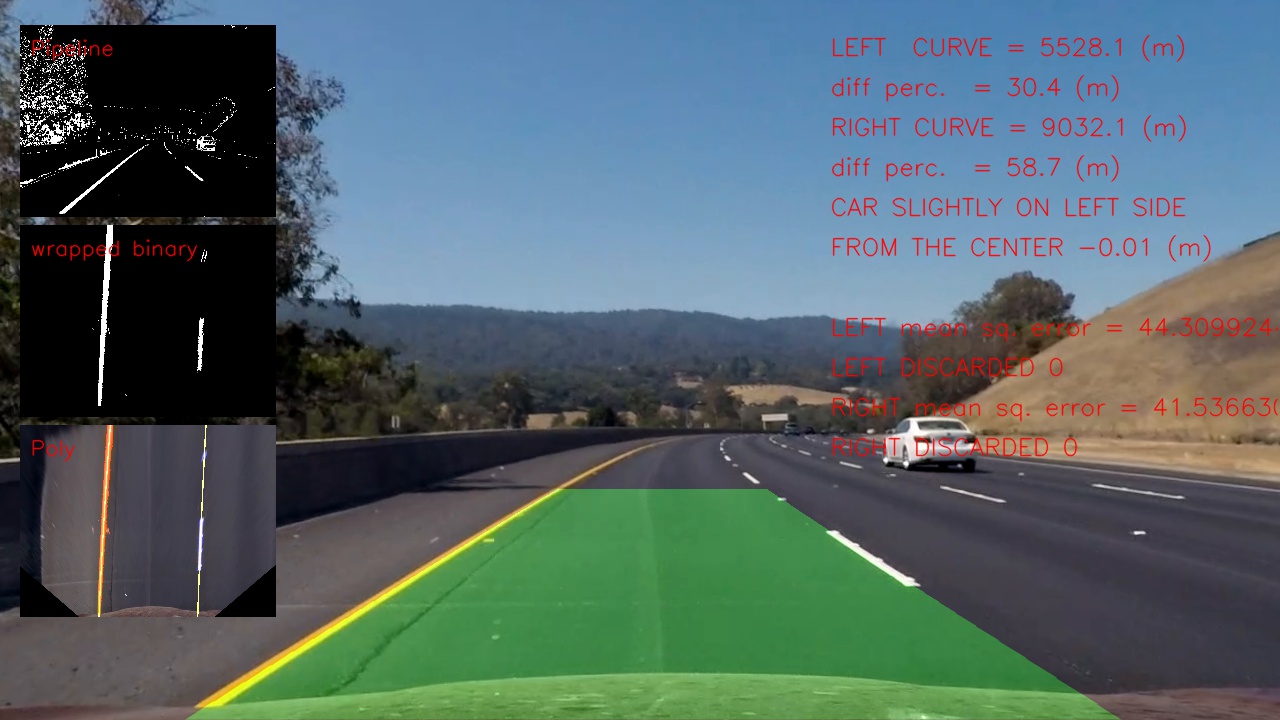 Pipeline
wrapped binary
Poly
LEFT CURVE = 5528.1 (m)
diff perc. = 30.4 (m)
RIGHT CURVE = 9032.1 (m)
diff perc. = 58.7 (m)
CAR SLIGHTLY ON LEFT SIDE
FROM THE CENTER -0.01 (m)
LEFT mean sq. error = 44.309924
LEFT DISCARDED 0
RIGHT mean sq. error = 41.53663
RIGHT DISCARDED 0